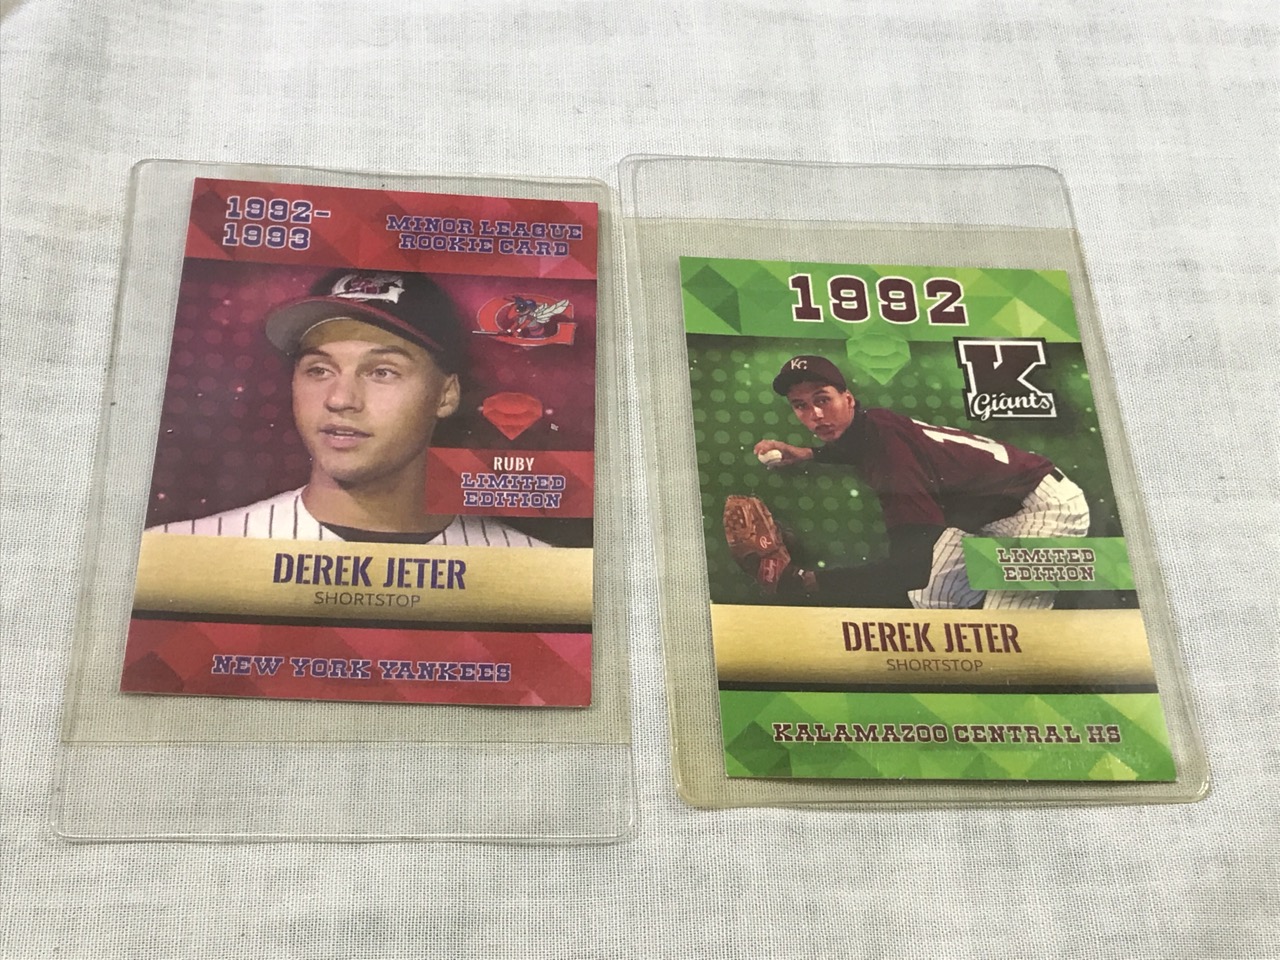 1992-
1993
MINOR LEAGUE
ROOKIE CARD
G
RUBY
LIMITED
EDITION
DEREK JETER
SHORTSTOP
NEW YORK YANKEES
1992
K
Giants
KC
LIMITED
EDITION
DEREK JETER
SHORTSTOP
KALAMAZOO CENTRAL HS